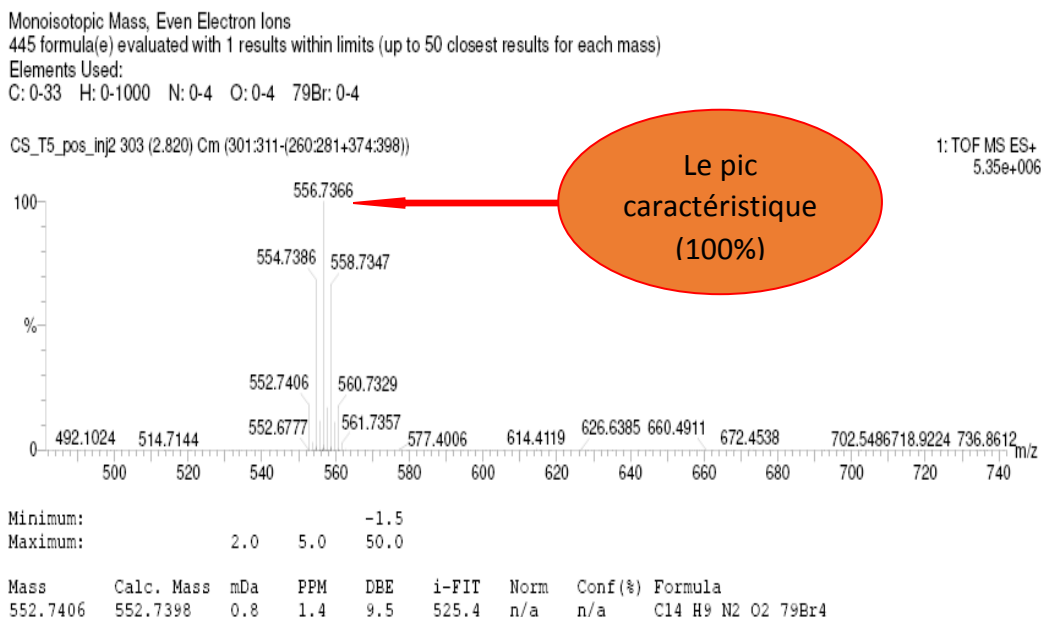 Monoisotopic Mass, Even Electron Ions
445 formula(e) evaluated with 1 results within limits (up to 50 closest results for each mass)
Elements Used:
C: 0-33 H: 0-1000 N: 0-4 O: 0-4 79Br: 0-4
CS_T5_pos_inj2 303 (2.820) Cm (301:311-(260:281+374:398))
1: TOF MS ES+
5.35e+006
Le pic
caractéristique
(100%)
100
%
0
556.7366
554.7386
558.7347
552.7406
560.7329
552.6777
561.7357
492.1024
514.7144
577.4006
614.4119
626.6385
660.4911
672.4538
702.5486
718.9224
736.8612
m/z
500 520 540 560 580 600 620 640 660 680 700 720 740
Minimum: -1.5
Maximum: 2.0 5.0 50.0
Mass Calc. Mass mDa PPM DBE i-FIT Norm Conf(%) Formula
552.7406 552.7398 0.8 1.4 9.5 525.4 n/a n/a C14 H9 N2 O2 79Br4